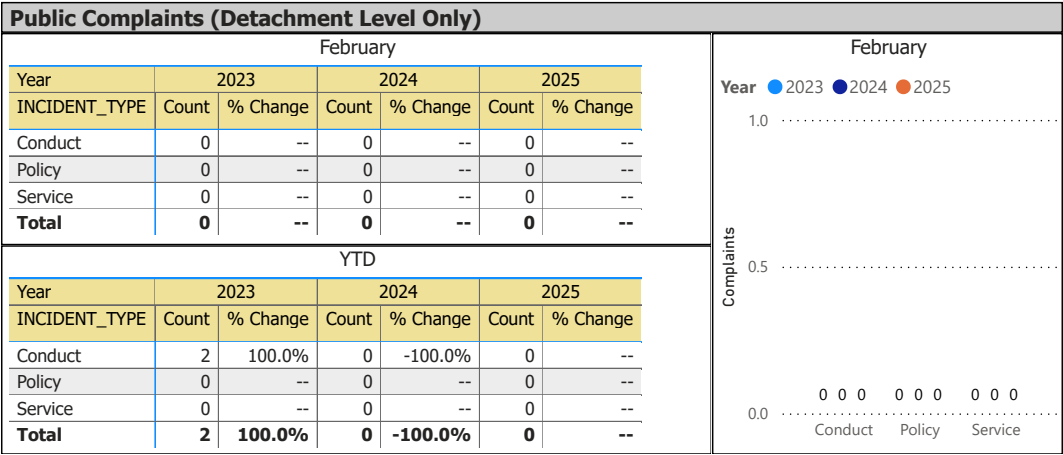 Public Complaints (Detachment Level Only)
February
Year 2023 2024 2025
INCIDENT_TYPE Count % Change Count % Change Count % Change
Conduct 0 -- 0 -- 0 --
Policy 0 -- 0 -- 0 --
Service 0 -- 0 -- 0 --
Total 0 -- 0 -- 0 --
YTD
Year 2023 2024 2025
INCIDENT_TYPE Count % Change Count % Change Count % Change
Conduct 2 100.0% 0 -100.0% 0 --
Policy 0 -- 0 -- 0 --
Service 0 -- 0 -- 0 --
Total 2 100.0% 0 -100.0% 0 --
February
Year 2023 2024 2025
1.0
Complaints
0.5
0 0 0 0 0 0 0 0 0
0.0
Conduct Policy Service